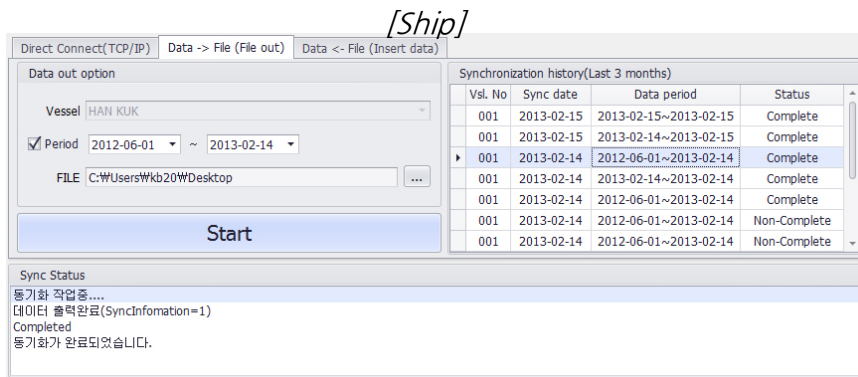 [Ship]
Direct Connect(TCP/IP) Data -> File (File out) Data <- File (Insert data)
Data out option
Vessel HAN KUK
Period 2012-06-01 ~ 2013-02-14
FILE C:₩Users₩kb20₩Desktop ...
Start
Synchronization history(Last 3 months)
Vsl. No Sync date Data period Status
001 2013-02-15 2013-02-15~2013-02-15 Complete
001 2013-02-15 2013-02-14~2013-02-15 Complete
001 2013-02-14 2012-06-01~2013-02-14 Complete
001 2013-02-14 2013-02-14~2013-02-14 Complete
001 2013-02-14 2012-06-01~2013-02-14 Complete
001 2013-02-14 2012-06-01~2013-02-14 Non-Complete
001 2013-02-14 2012-06-01~2013-02-14 Non-Complete
Sync Status
동기화 작업중....
데이터 출력완료(SyncInfomation=1)
Completed
동기화가 완료되었습니다.